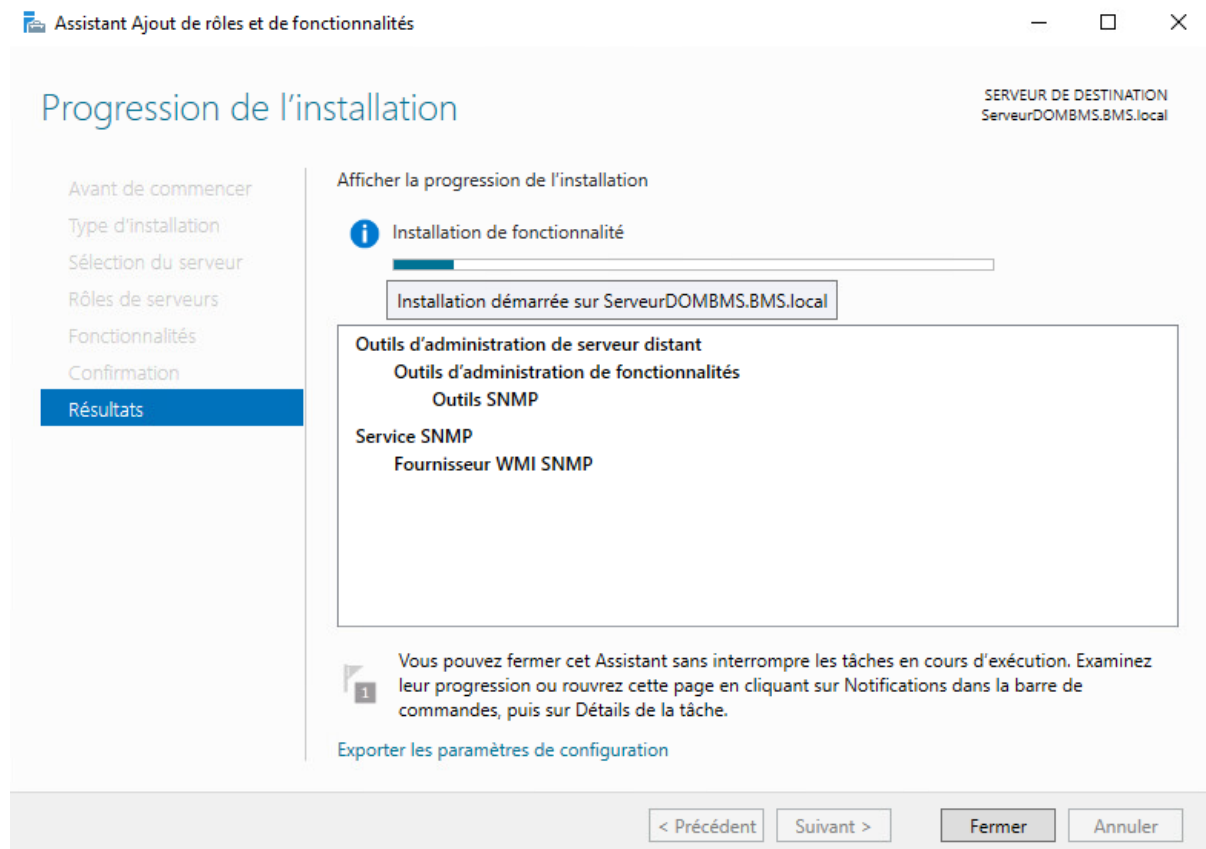 Assistant Ajout de rôles et de fonctionnalités
Progression de l’installation
SERVEUR DE DESTINATION
ServeurDOMBMS.BMS.local
Avant de commencer
Type d'installation
Sélection du serveur
Rôles de serveurs
Fonctionnalités
Confirmation
Résultats
Afficher la progression de l’installation
Installation de fonctionnalité
Installation démarrée sur ServeurDOMBMS.BMS.local
Outils d’administration de serveur distant
Outils d’administration de fonctionnalités
Outils SNMP
Service SNMP
Fournisseur WMI SNMP
1
Vous pouvez fermer cet Assistant sans interrompre les tâches en cours d’exécution. Examinez
leur progression ou rouvrez cette page en cliquant sur Notifications dans la barre de
commandes, puis sur Détails de la tâche.
Exporter les paramètres de configuration
< Précédent
Suivant >
Fermer
Annuler